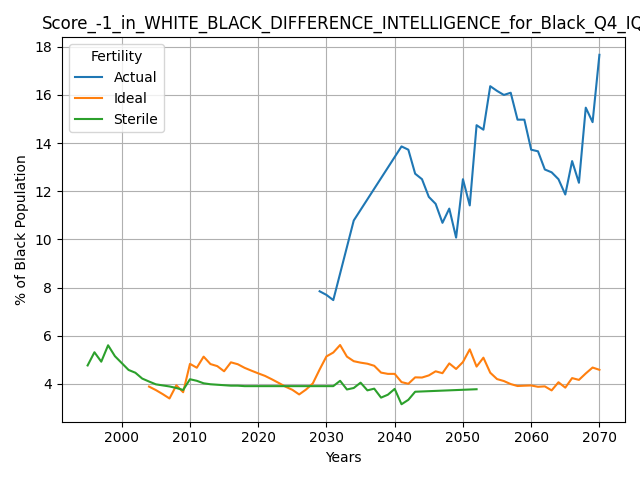 Score_-1_in_WHITE_BLACK_DIFFERENCE_INTELLIGENCE_for_Black_Q4_IQ
Fertility
Actual
Ideal
Sterile
% of Black Population
18
16
14
12
10
8
6
4
2000
2010
2020
2030
2040
2050
2060
2070
Years